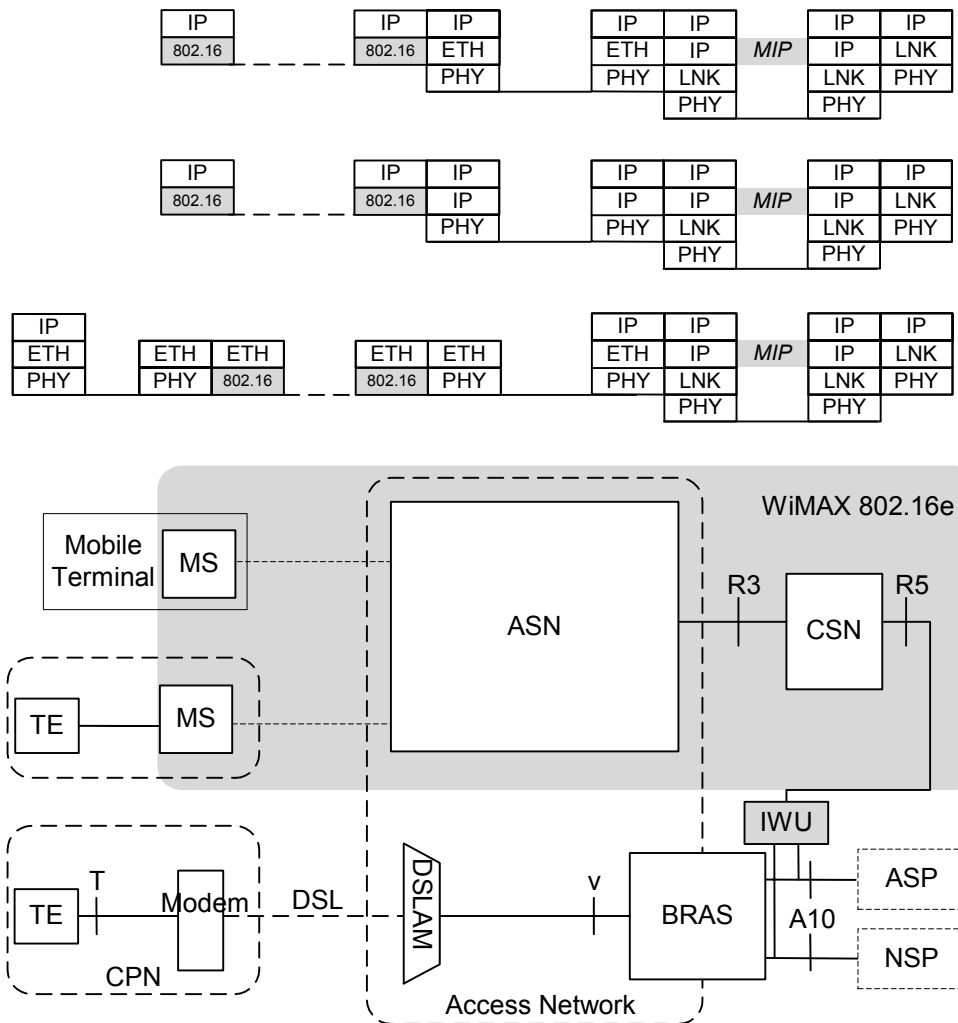 IP IP IP IP IP IP IP
802.16 802.16 ETH ETH IP MIP IP LNK
PHY PHY LNK LNK PHY
PHY PHY
IP IP IP IP IP IP IP
802.16 802.16 IP IP IP MIP IP LNK
PHY PHY LNK LNK PHY
PHY PHY
IP IP IP IP IP
ETH ETH ETH ETH ETH ETH IP MIP IP LNK
PHY PHY 802.16 802.16 PHY PHY LNK LNK PHY
PHY PHY
WiMAX 802.16e
Mobile
Terminal
MS
ASN
R3
CSN
R5
TE
MS
IWU
TE
T
Modem
DSL
DSLAM
v
BRAS
A10
ASP
NSP
CPN
Access Network